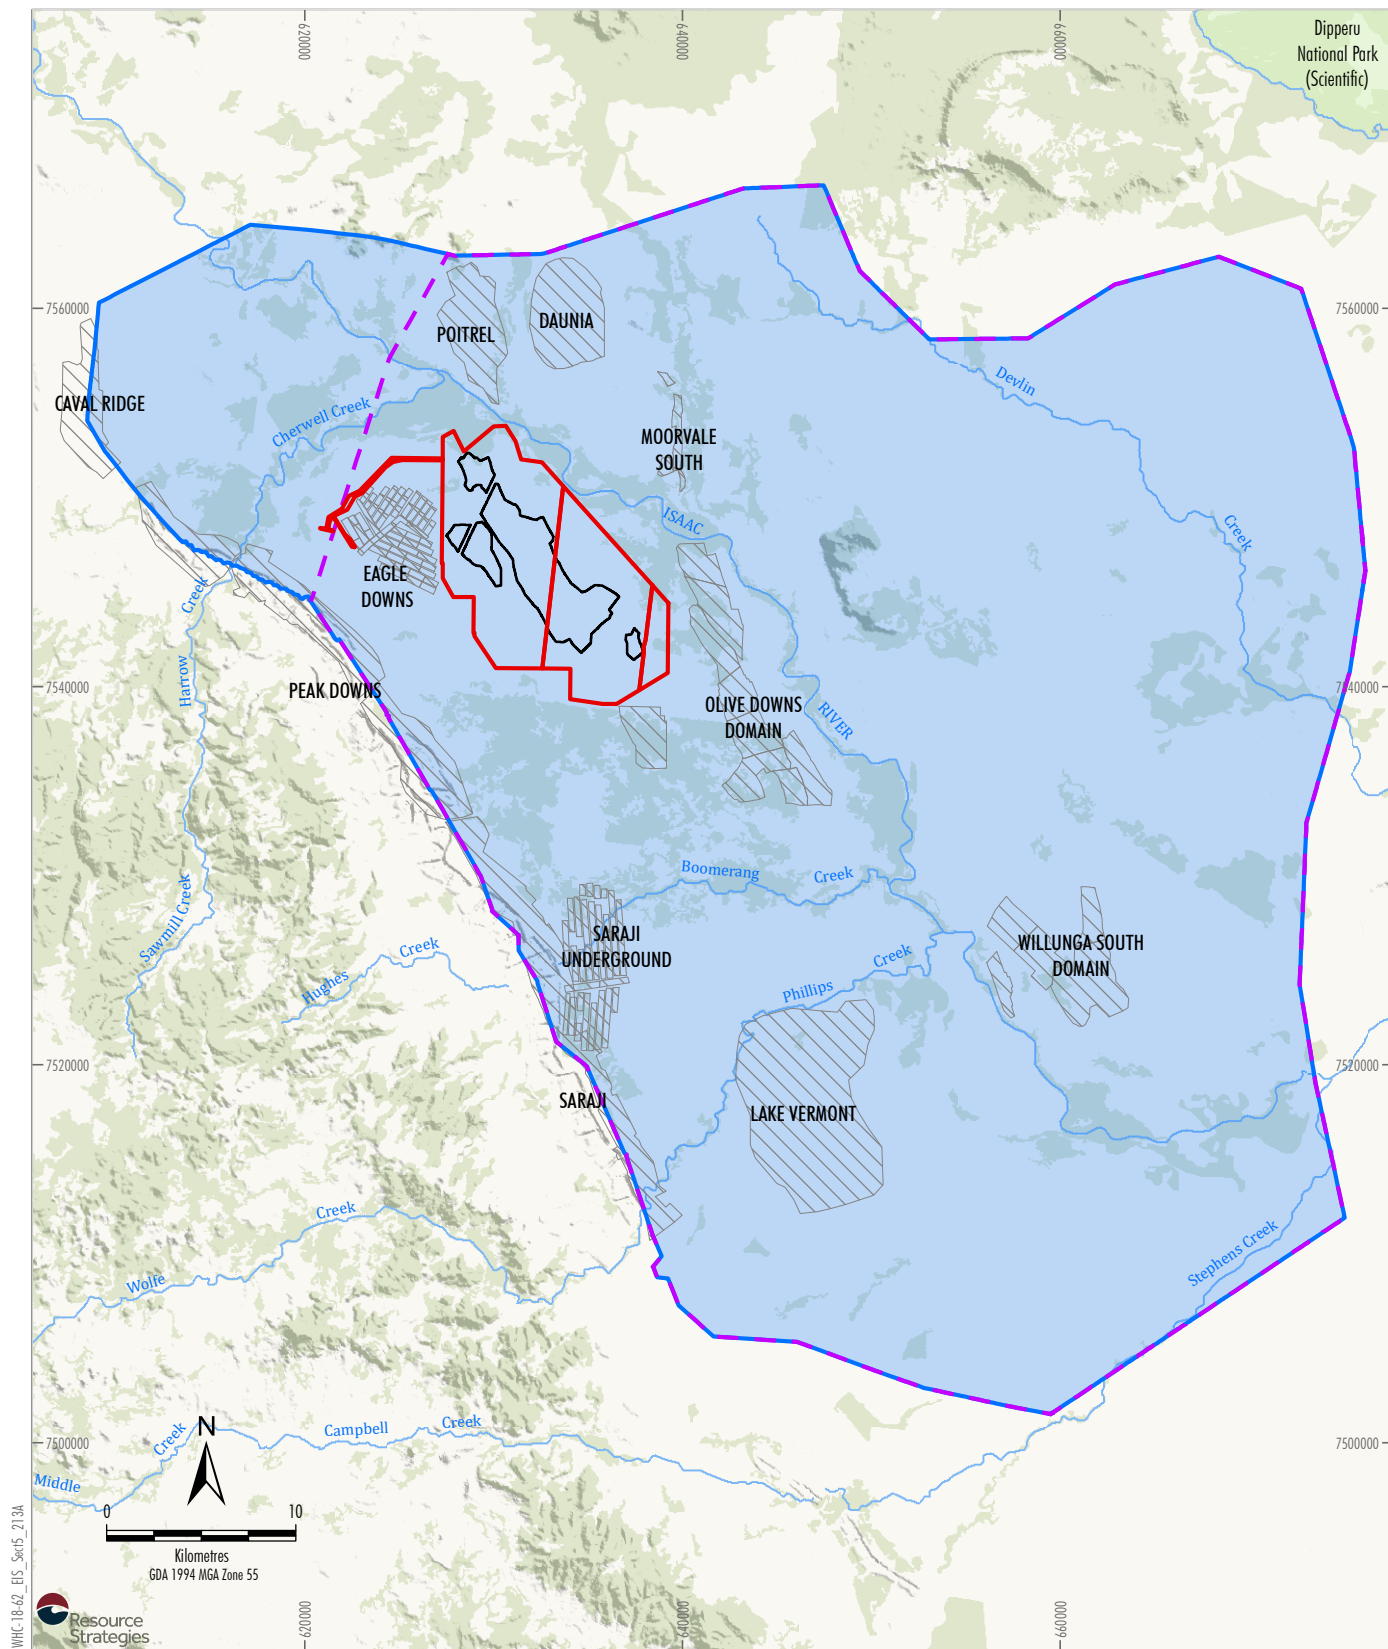 620000
640000
660000
Dipperu
National Park
(Scientific)
7560000
7560000
POITREL
DAUNIA
Devlin
CAVAL RIDGE
Cherwell Creek
MOORVALE
SOUTH
ISAAC
Creek
EAGLE
DOWNS
Creek
Harrow
7540000
7540000
PEAK DOWNS
OLIVE DOWNS
DOMAIN
RIVER
Boomerang
Creek
Sawmill Creek
SARAJI
UNDERGROUND
Creek
Hughes
Creek
Phillips
WILLUNGA SOUTH
DOMAIN
7520000
7520000
SARAJI
LAKE VERMONT
Creek
Wolfe
Stephens Creek
N
Creek
Campbell
Creek
7500000
7500000
Middle
0
10
Kilometres
GDA 1994 MGA Zone 55
WHC-18-62_EIS_Sect5_213A
Resource
Strategies
620000
640000
660000